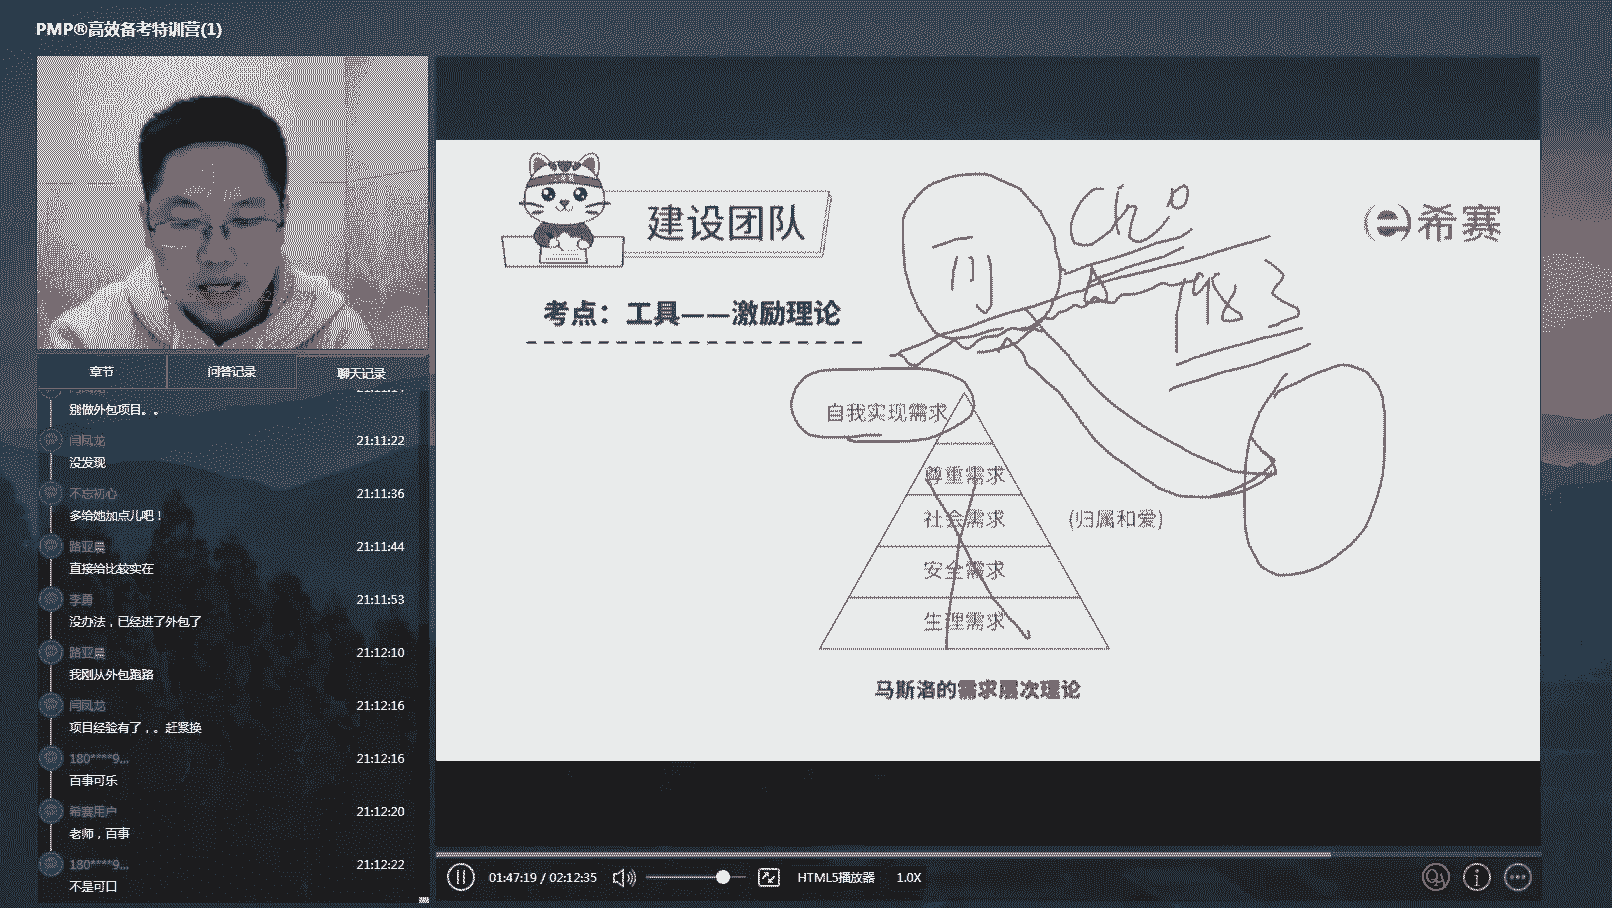 PMP®高效备考特训营(1)
章节
问答记录
聊天记录
别做外包项目。。
闫凤龙
21:11:22
没发现
不忘初心
21:11:36
多给她加点儿吧！
路亚晨
21:11:44
直接给比较实在
李勇
21:11:53
没办法，已经进了外包了
路亚晨
21:12:10
我刚从外包跑路
闫凤龙
21:12:16
项目经验有了，。赶紧换
180****9...
21:12:16
百事可乐
希赛用户
21:12:20
老师，百事
180****9...
21:12:22
不是可口
建设团队
希赛
考点：工具——激励理论
1983
自我实现需求
尊重需求
社会需求
(归属和爱)
安全需求
生理需求
马斯洛的需求层次理论
01:47:19 / 02:12:35
HTML5播放器
1.0X